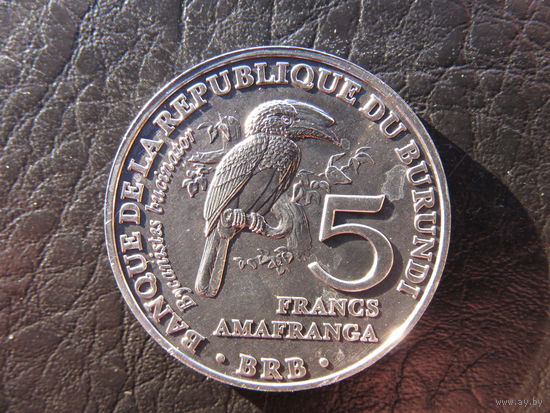 BANQUE DE LA REPUBLIQUE DU BURUNDI
Bycanistes bucinator
5
FRANCS
AMAFRANGA
· BRB ·
www.ay.by